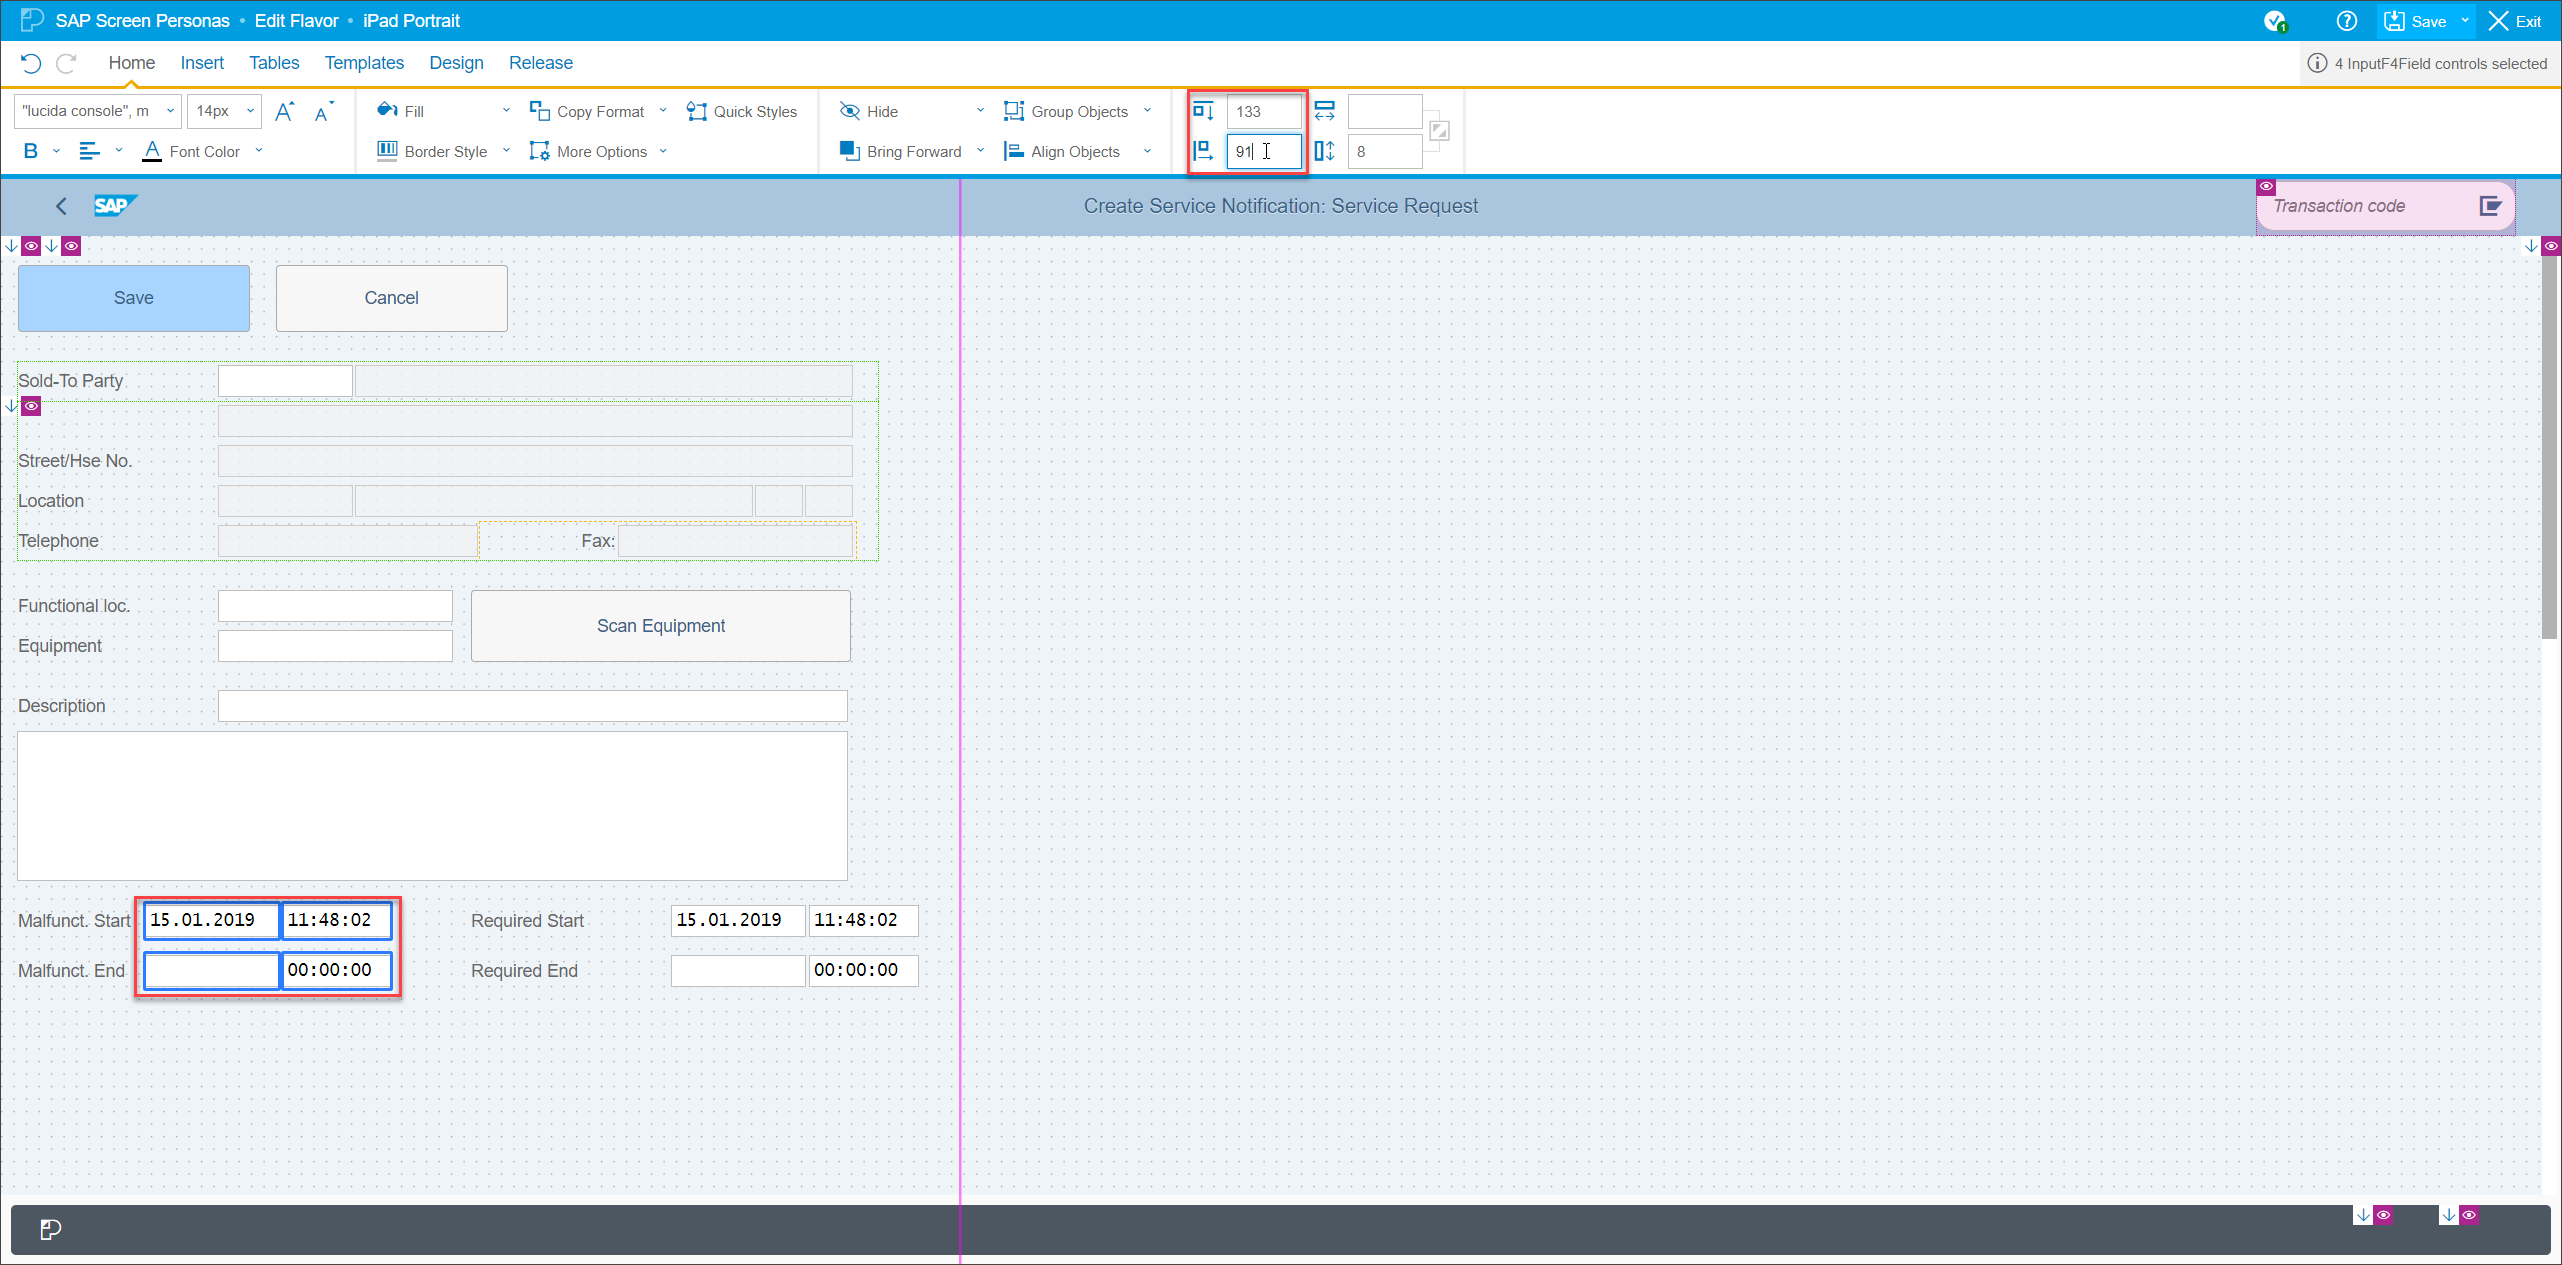 SAP Screen Personas • Edit Flavor • iPad Portrait
1
Save
Exit
Home Insert Tables Templates Design Release
4 InputF4Field controls selected
"lucida console", m 14px
Fill
Copy Format
Quick Styles
Hide
Group Objects
133
B
A Font Color
Border Style
More Options
Bring Forward
Align Objects
91
8
SAP
Create Service Notification: Service Request
Transaction code
Save
Cancel
Sold-To Party
Street/Hse No.
Location
Telephone
Fax:
Functional loc.
Scan Equipment
Equipment
Description
Malfunct. Start 15.01.2019 11:48:02 Required Start 15.01.2019 11:48:02
Malfunct. End 00:00:00 Required End 00:00:00